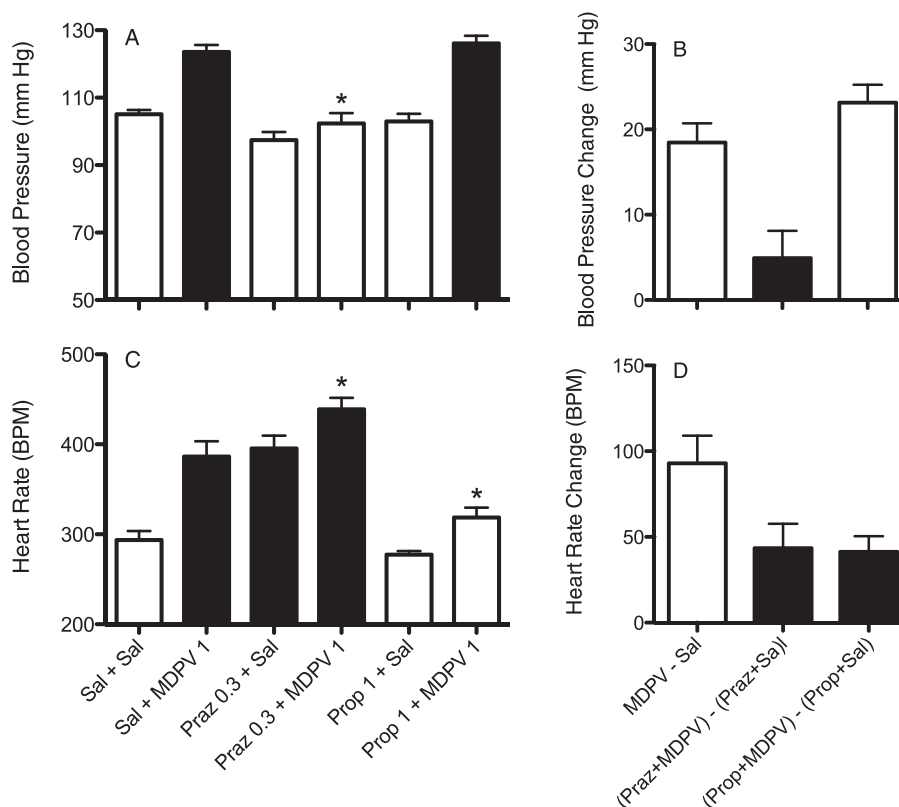 A
Blood Pressure (mm Hg)
130
110
90
70
50
*
B
Blood Pressure Change (mm Hg)
30
20
10
0
C
Heart Rate (BPM)
500
400
300
200
*
*
Sal + Sal
Sal + MDPV 1
Praz 0.3 + Sal
Praz 0.3 + MDPV 1
Prop 1 + Sal
Prop 1 + MDPV 1
D
Heart Rate Change (BPM)
150
100
50
0
MDPV - Sal
(Praz+MDPV) - (Praz+Sa)l
(Prop+MDPV) - (Prop+Sal)